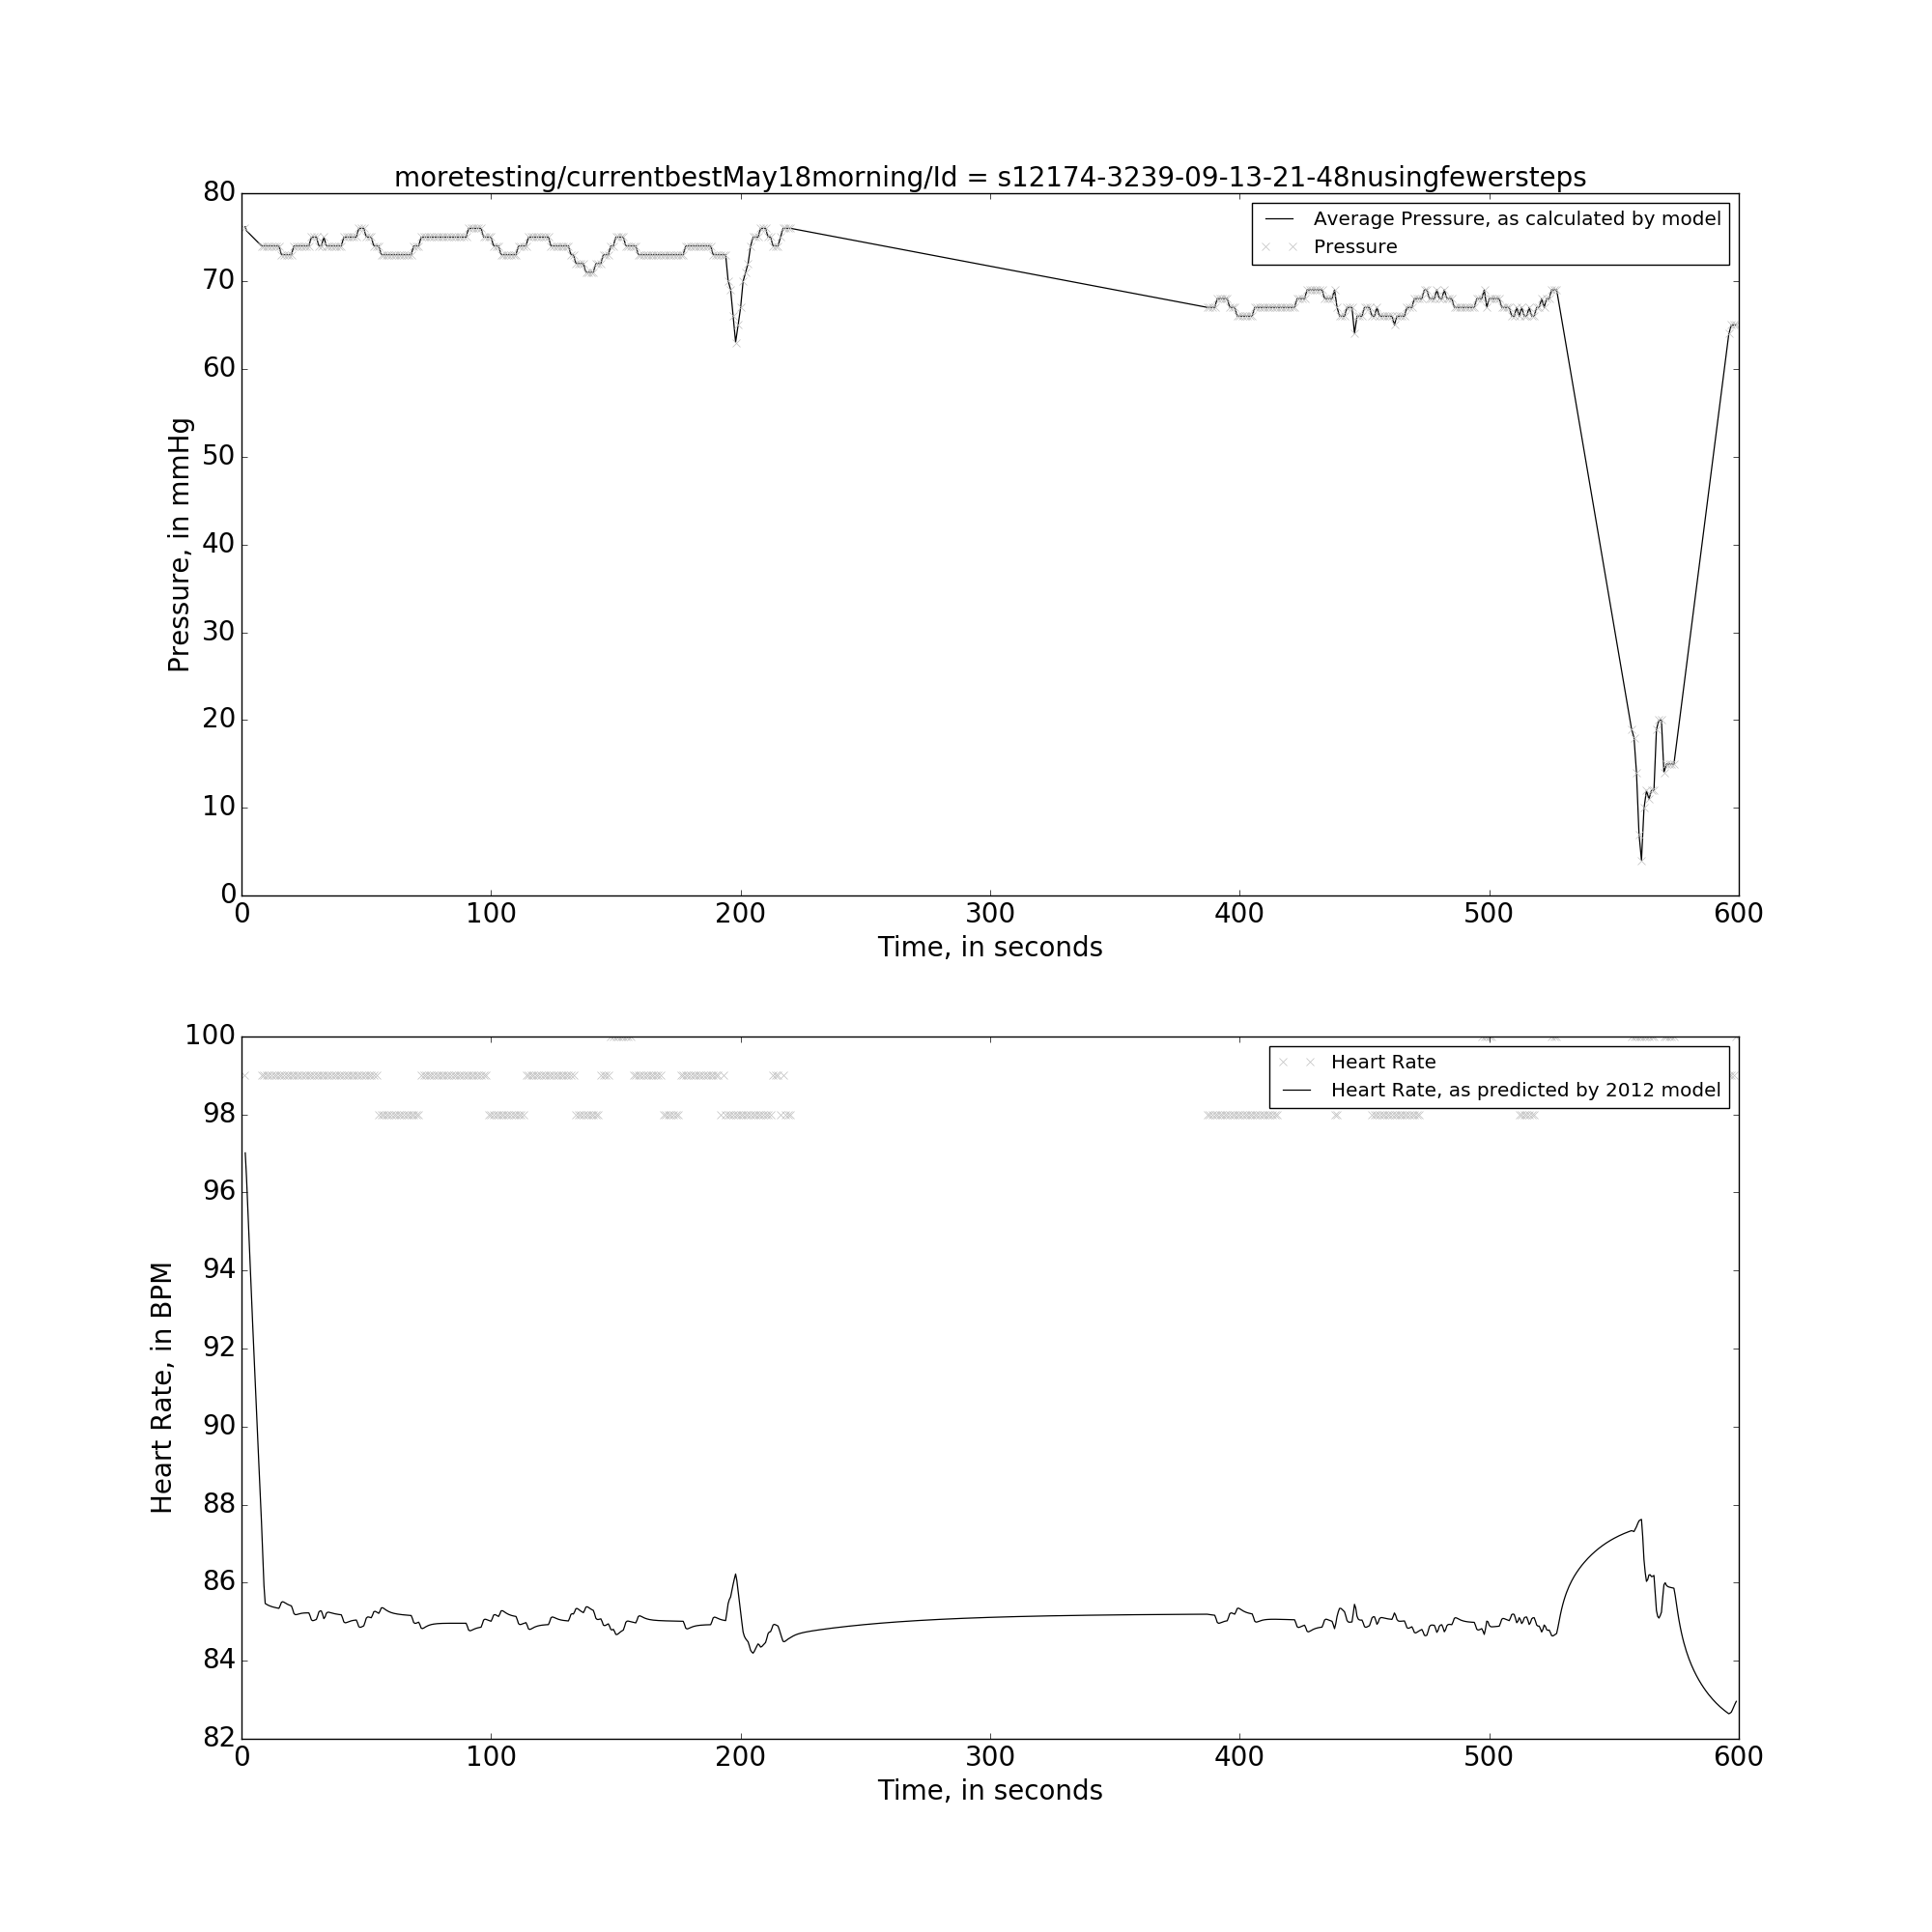 moretesting/currentbestMay18morning/Id = s12174-3239-09-13-21-48nusingfewersteps
80
70
60
50
40
30
20
10
0
Pressure, in mmHg
Average Pressure, as calculated by model
Pressure
0 100 200 300 400 500 600
Time, in seconds
100
98
96
94
92
90
88
86
84
82
Heart Rate, in BPM
Heart Rate
Heart Rate, as predicted by 2012 model
0 100 200 300 400 500 600
Time, in seconds